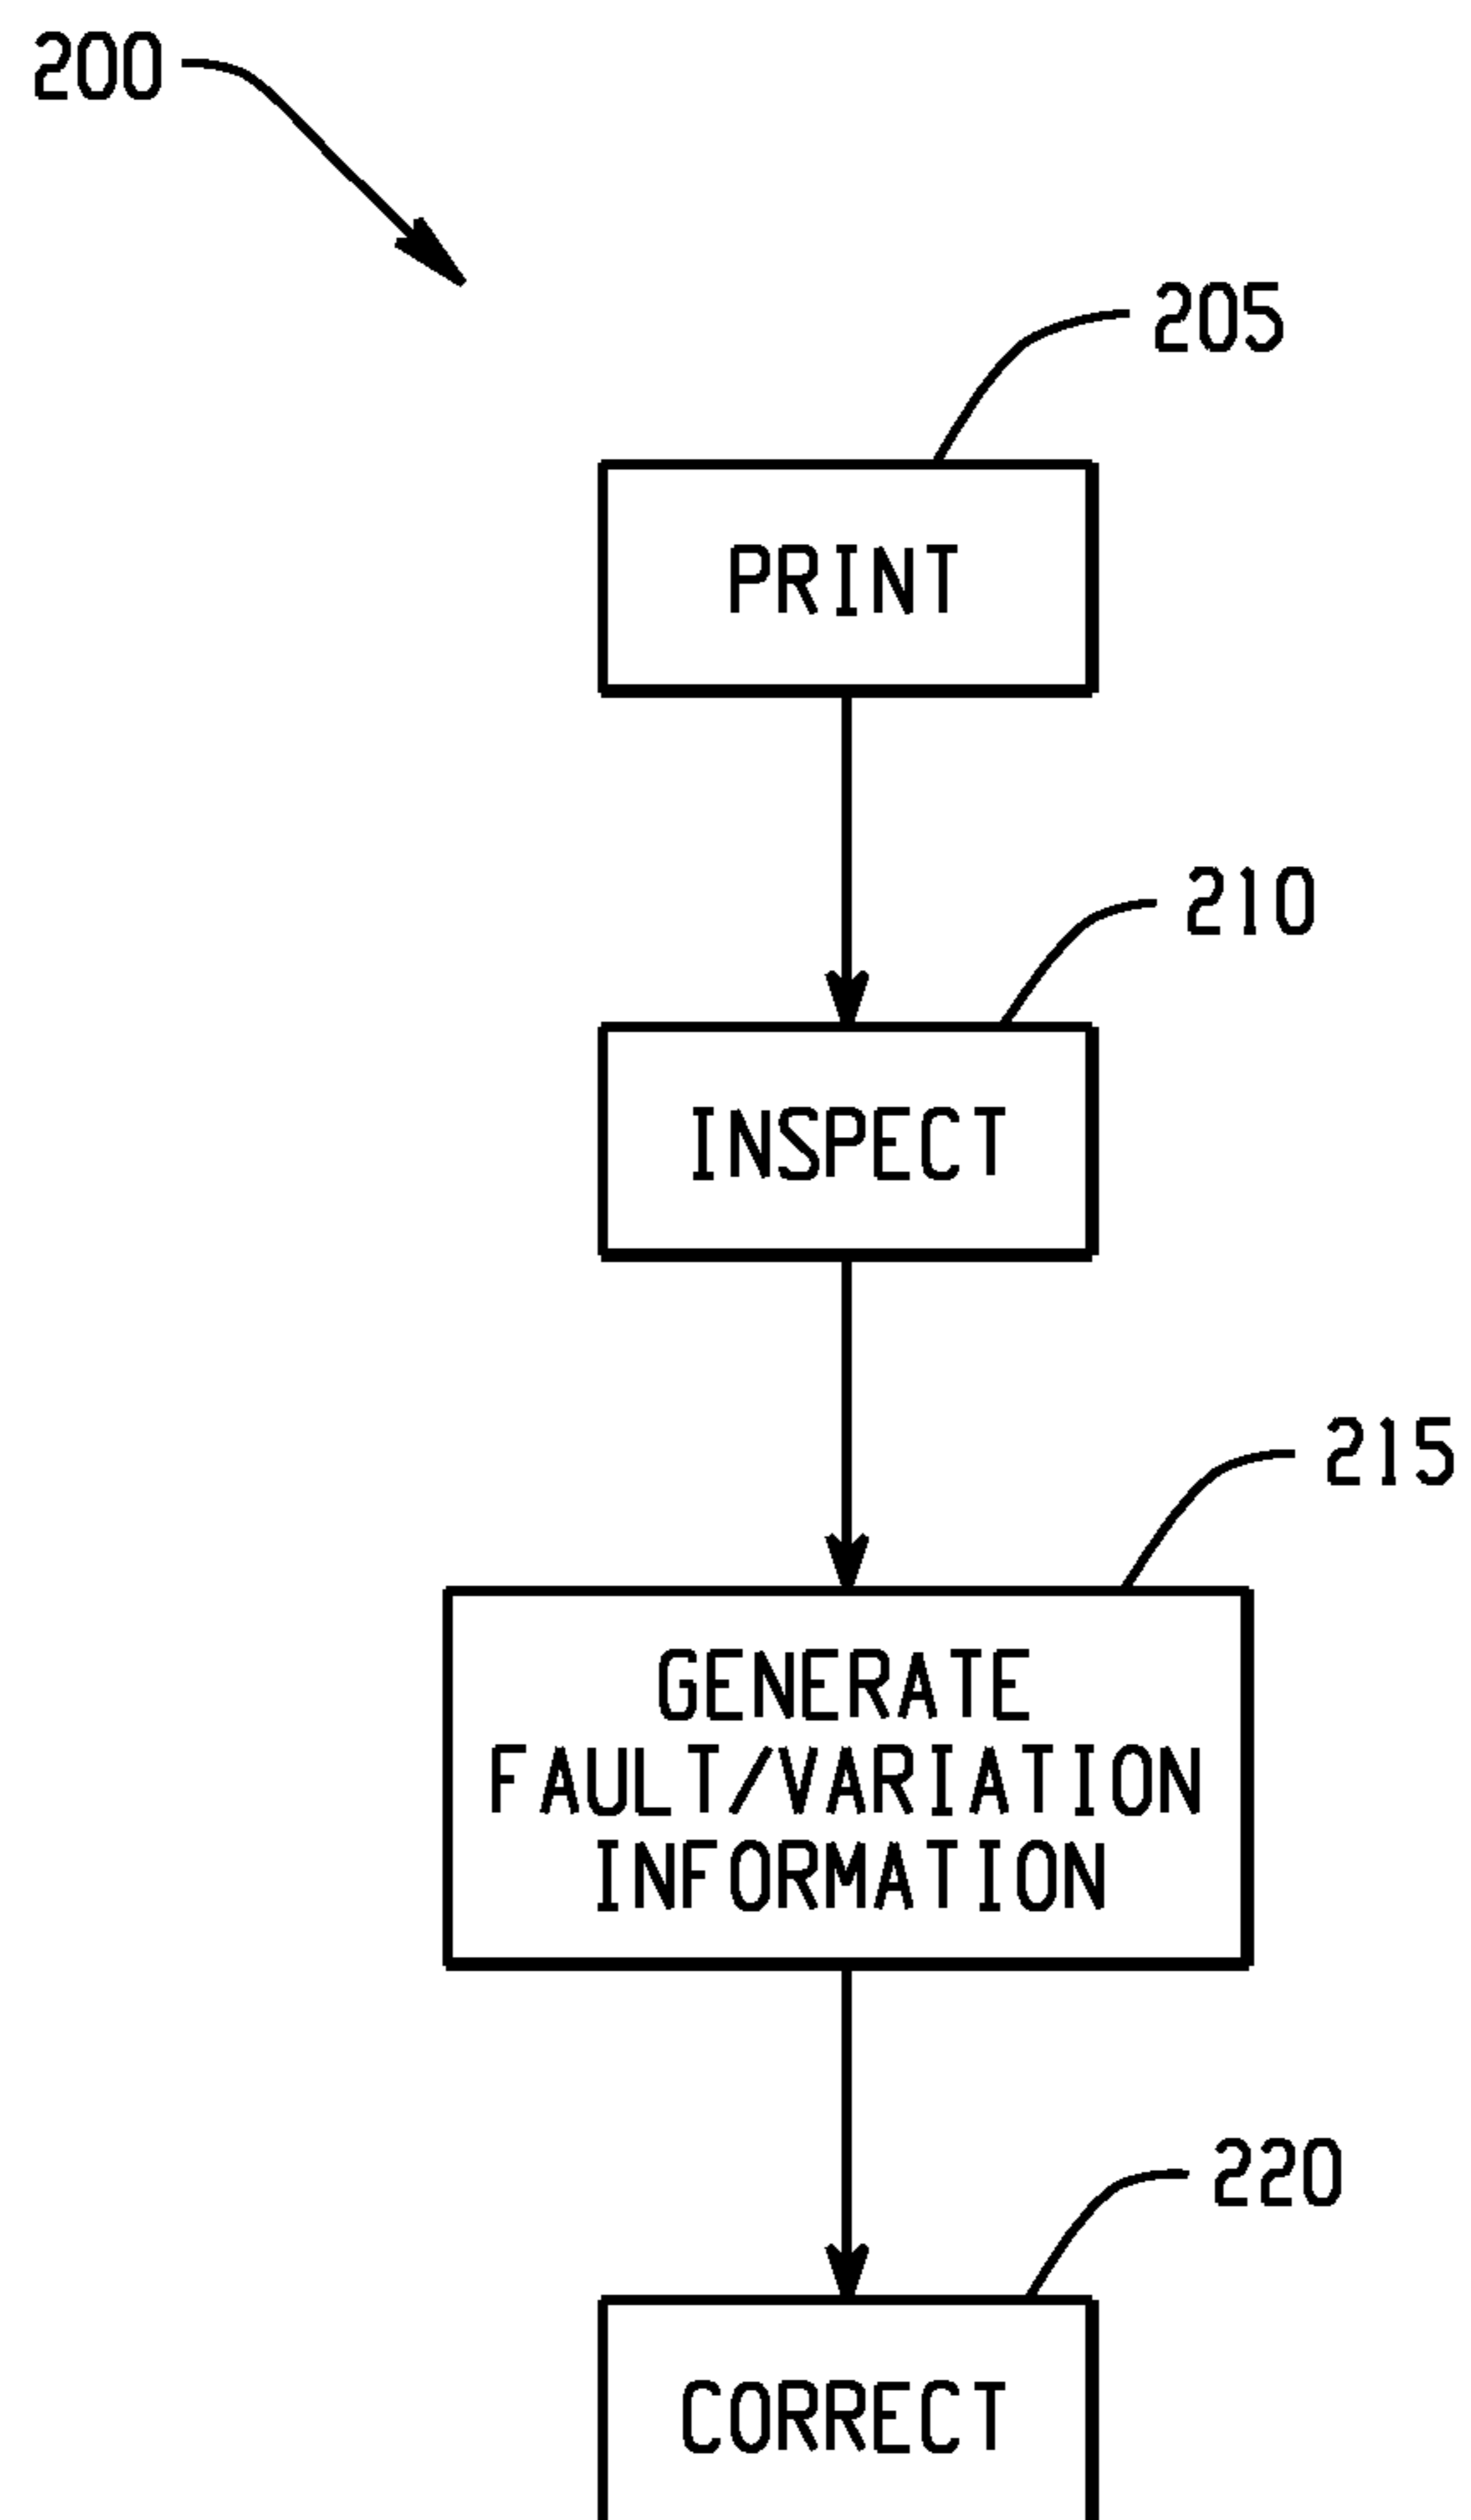 200
205
PRINT
210
INSPECT
215
GENERATE
FAULT/VARIATION
INFORMATION
220
CORRECT